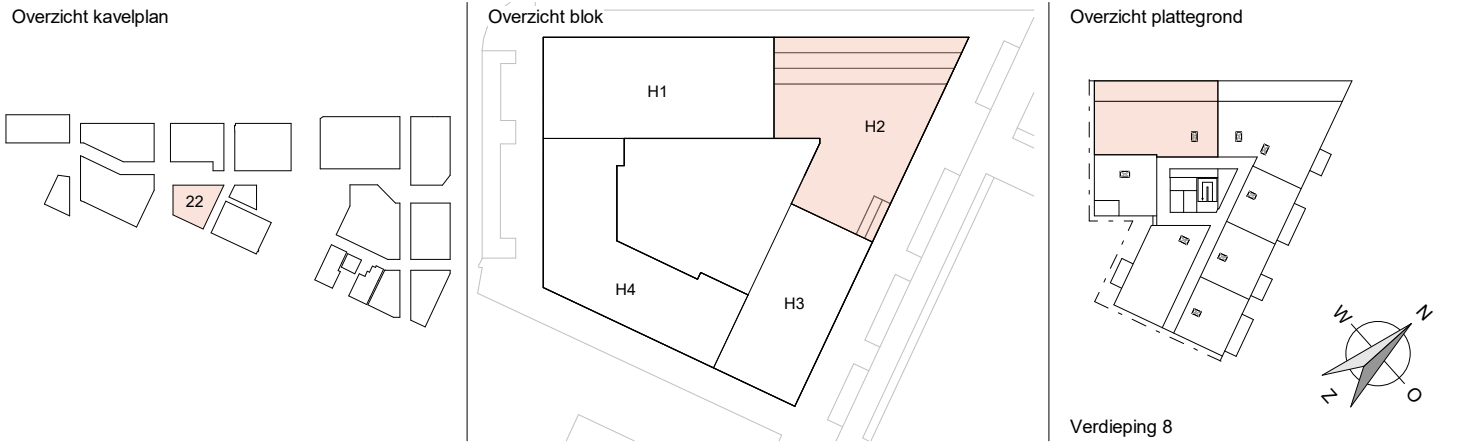 Overzicht kavelplan
22
Overzicht blok
H1
H2
H3
H4
Overzicht plattegrond
N
W
O
Z
Verdieping 8